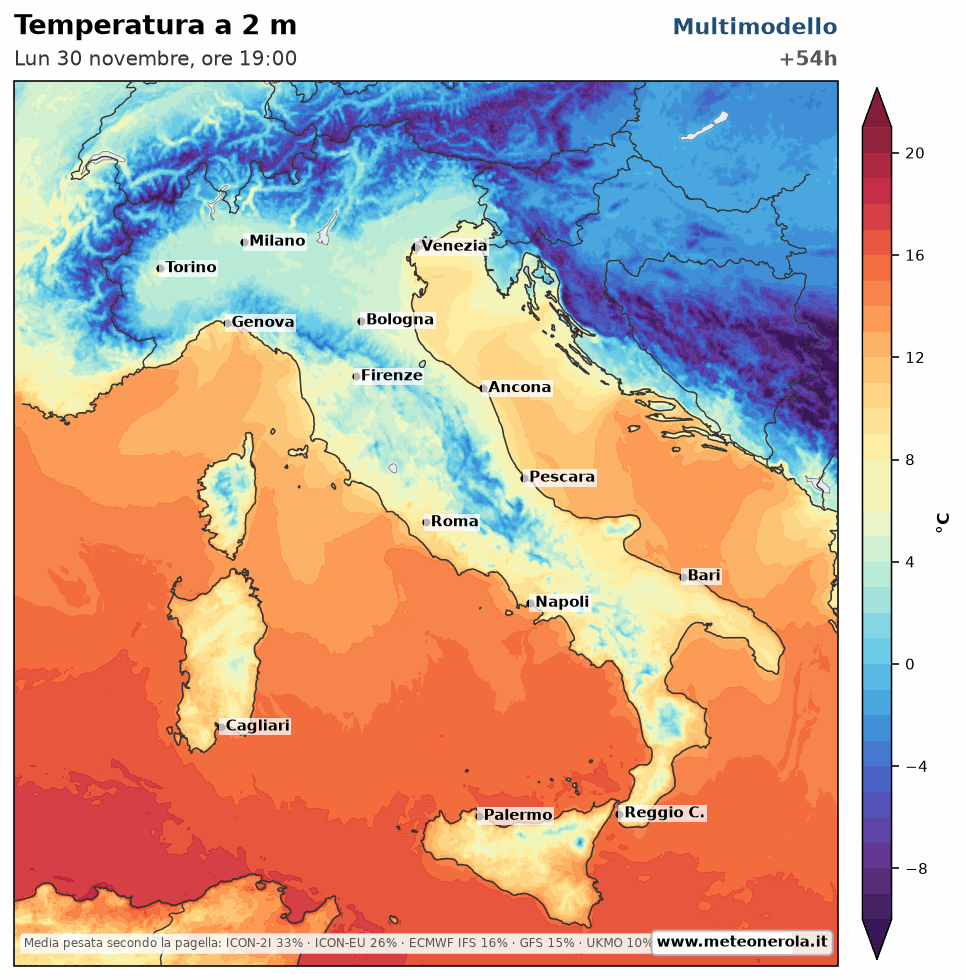 Temperatura a 2 m
Multimodello
Lun 30 novembre, ore 19:00
+54h
20
16
12
8
4
0
−4
−8
°C
Milano
Venezia
Torino
Genova
Bologna
Firenze
Ancona
Pescara
Roma
Bari
Napoli
Cagliari
Palermo
Reggio C.
Media pesata secondo la pagella: ICON-2I 33% · ICON-EU 26% · ECMWF IFS 16% · GFS 15% · UKMO 10%
www.meteonerola.it